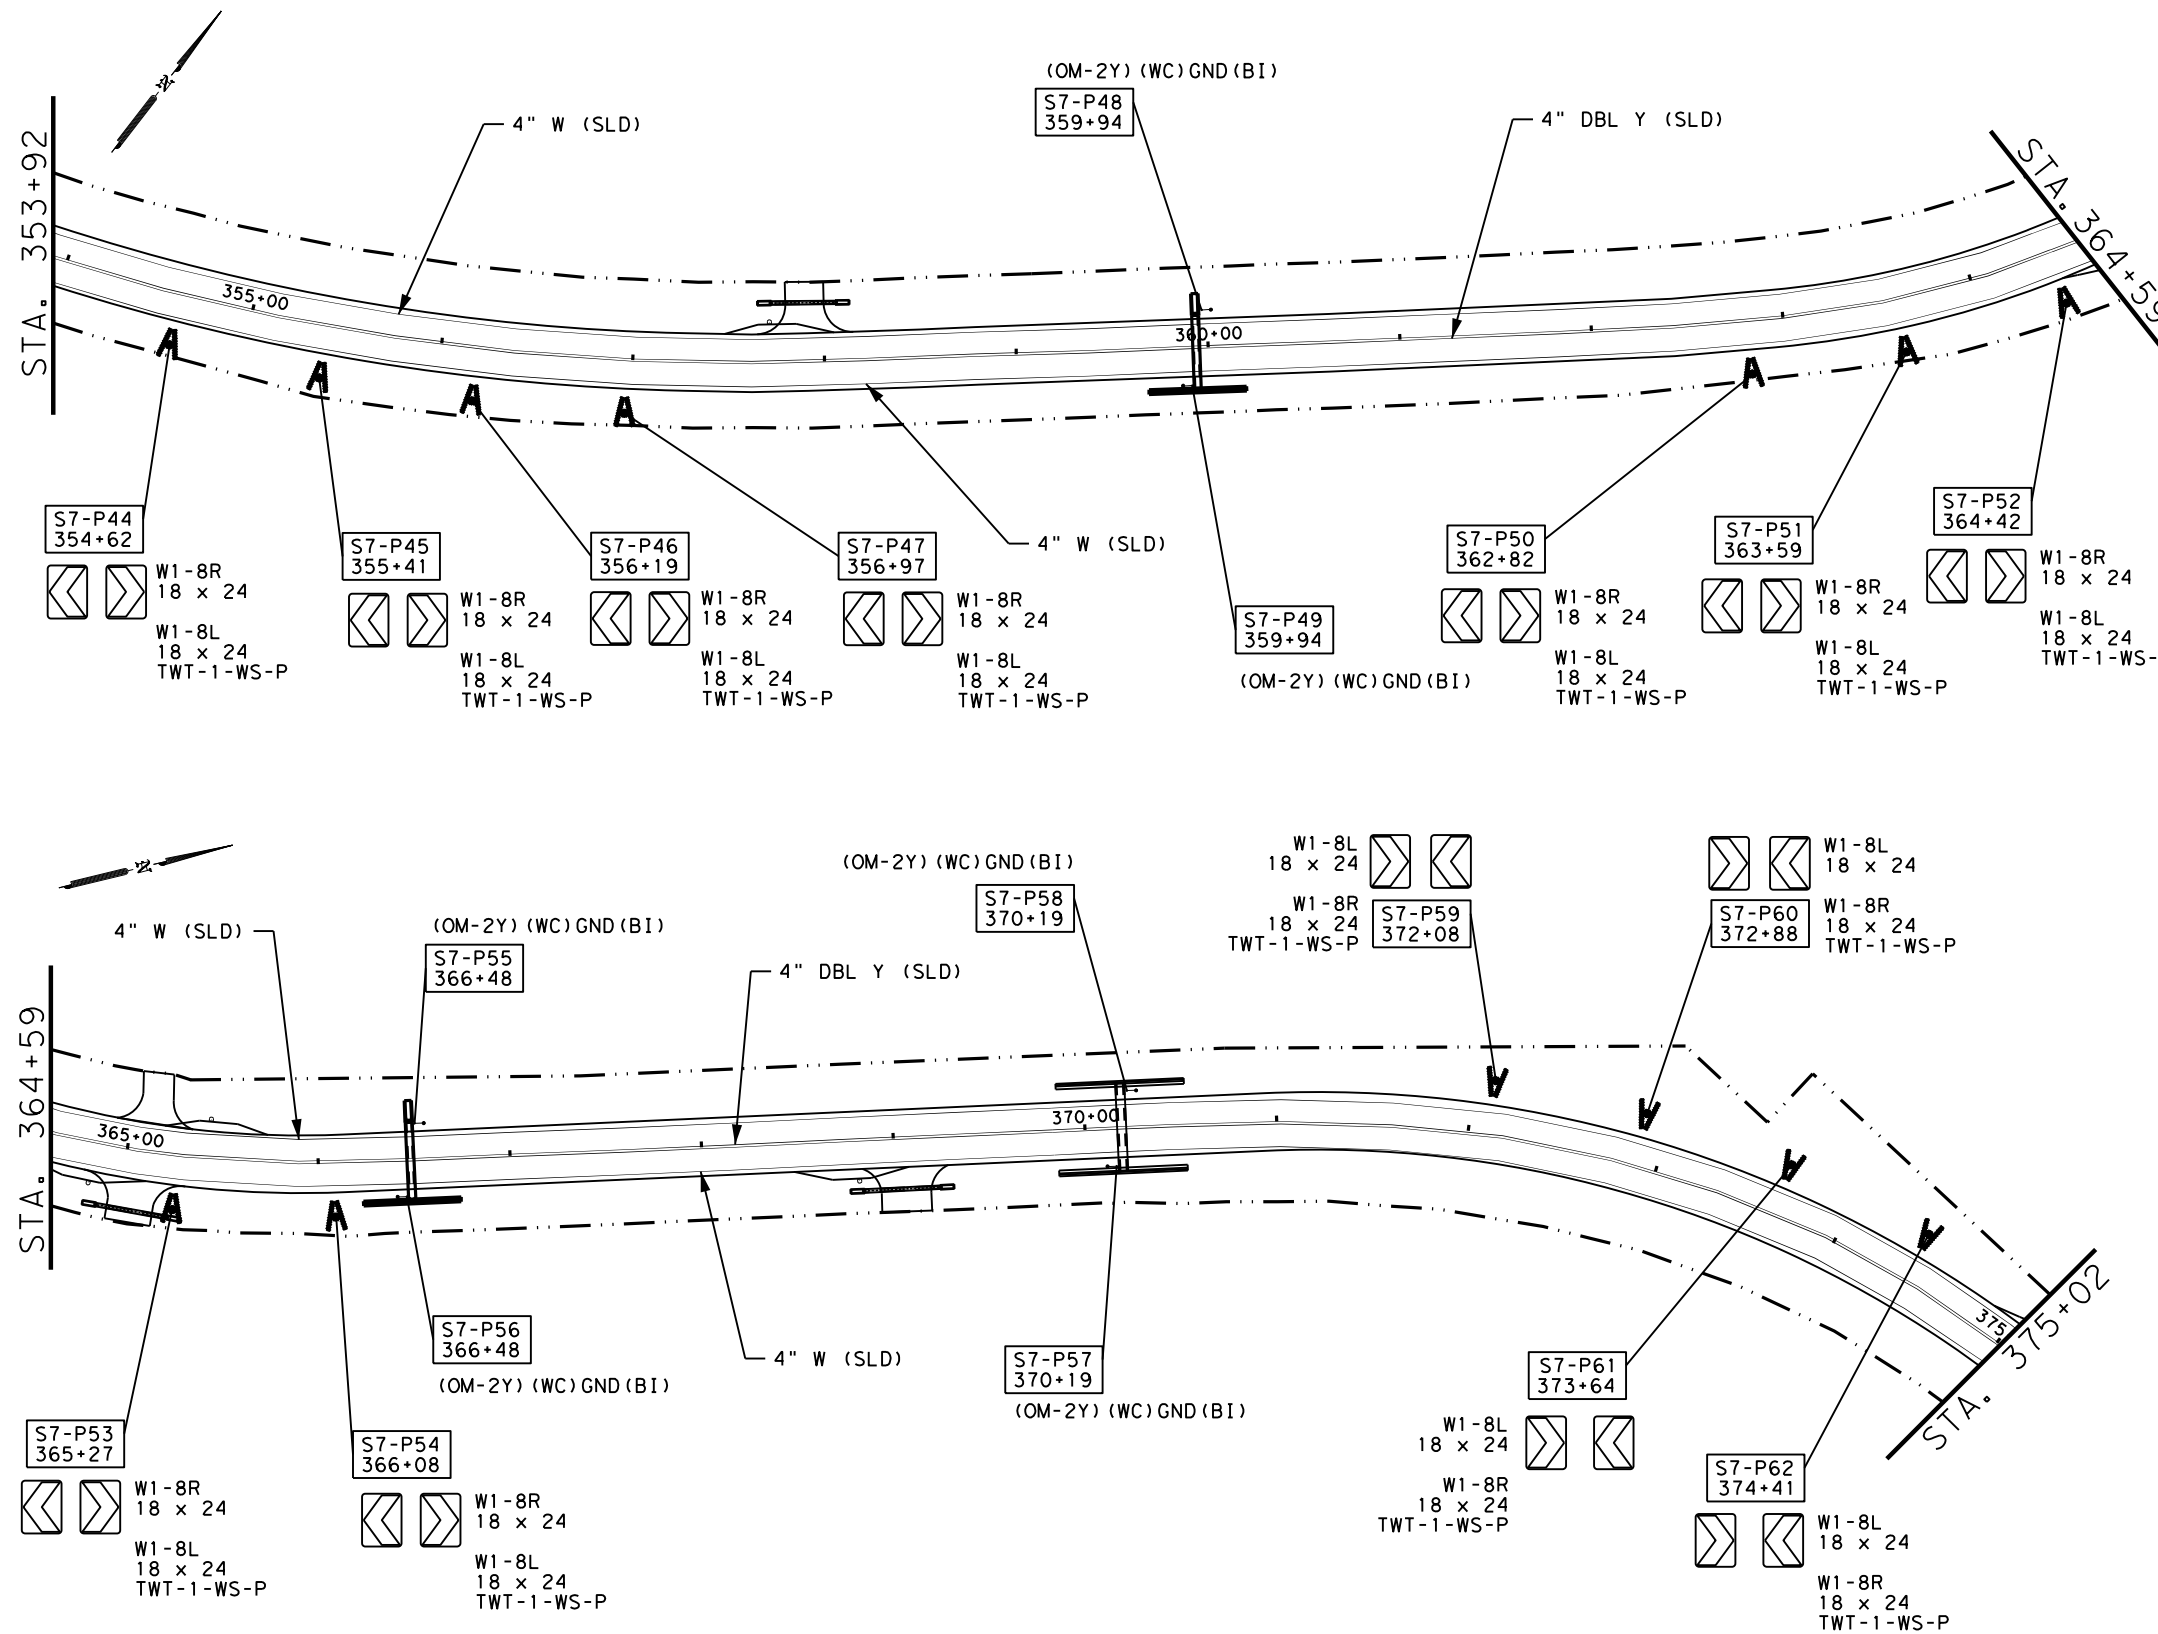 N
STA. 353+92
4" W (SLD)
(OM-2Y)(WC)GND(BI)
S7-P48
359+94
4" DBL Y (SLD)
STA. 364+59
355+00
360+00
S7-P44
354+62
W1-8R
18 x 24
W1-8L
18 x 24
TWT-1-WS-P
S7-P45
355+41
W1-8R
18 x 24
W1-8L
18 x 24
TWT-1-WS-P
S7-P46
356+19
W1-8R
18 x 24
W1-8L
18 x 24
TWT-1-WS-P
S7-P47
356+97
W1-8R
18 x 24
W1-8L
18 x 24
TWT-1-WS-P
4" W (SLD)
S7-P49
359+94
(OM-2Y)(WC)GND(BI)
S7-P50
362+82
W1-8R
18 x 24
W1-8L
18 x 24
TWT-1-WS-P
S7-P51
363+59
W1-8R
18 x 24
W1-8L
18 x 24
TWT-1-WS-P
S7-P52
364+42
W1-8R
18 x 24
W1-8L
18 x 24
TWT-1-WS-
N
STA. 364+59
4" W (SLD)
(OM-2Y)(WC)GND(BI)
S7-P55
366+48
4" DBL Y (SLD)
(OM-2Y)(WC)GND(BI)
S7-P58
370+19
W1-8L
18 x 24
W1-8R
18 x 24
TWT-1-WS-P
S7-P59
372+08
S7-P60
372+88
W1-8L
18 x 24
W1-8R
18 x 24
TWT-1-WS-P
365+00
370+00
375
STA. 375+02
S7-P53
365+27
W1-8R
18 x 24
W1-8L
18 x 24
TWT-1-WS-P
S7-P54
366+08
W1-8R
18 x 24
W1-8L
18 x 24
TWT-1-WS-P
S7-P56
366+48
(OM-2Y)(WC)GND(BI)
4" W (SLD)
S7-P57
370+19
(OM-2Y)(WC)GND(BI)
S7-P61
373+64
W1-8L
18 x 24
W1-8R
18 x 24
TWT-1-WS-P
S7-P62
374+41
W1-8L
18 x 24
W1-8R
18 x 24
TWT-1-WS-P